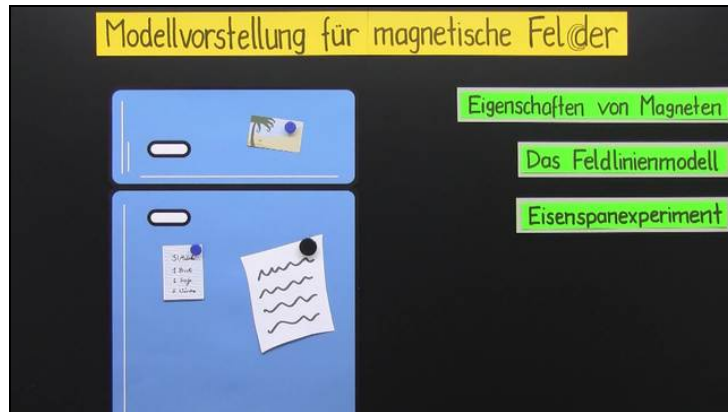 Modellvorstellung für magnetische Felder
Eigenschaften von Magneten
Das Feldlinienmodell
Eisenspanexperiment